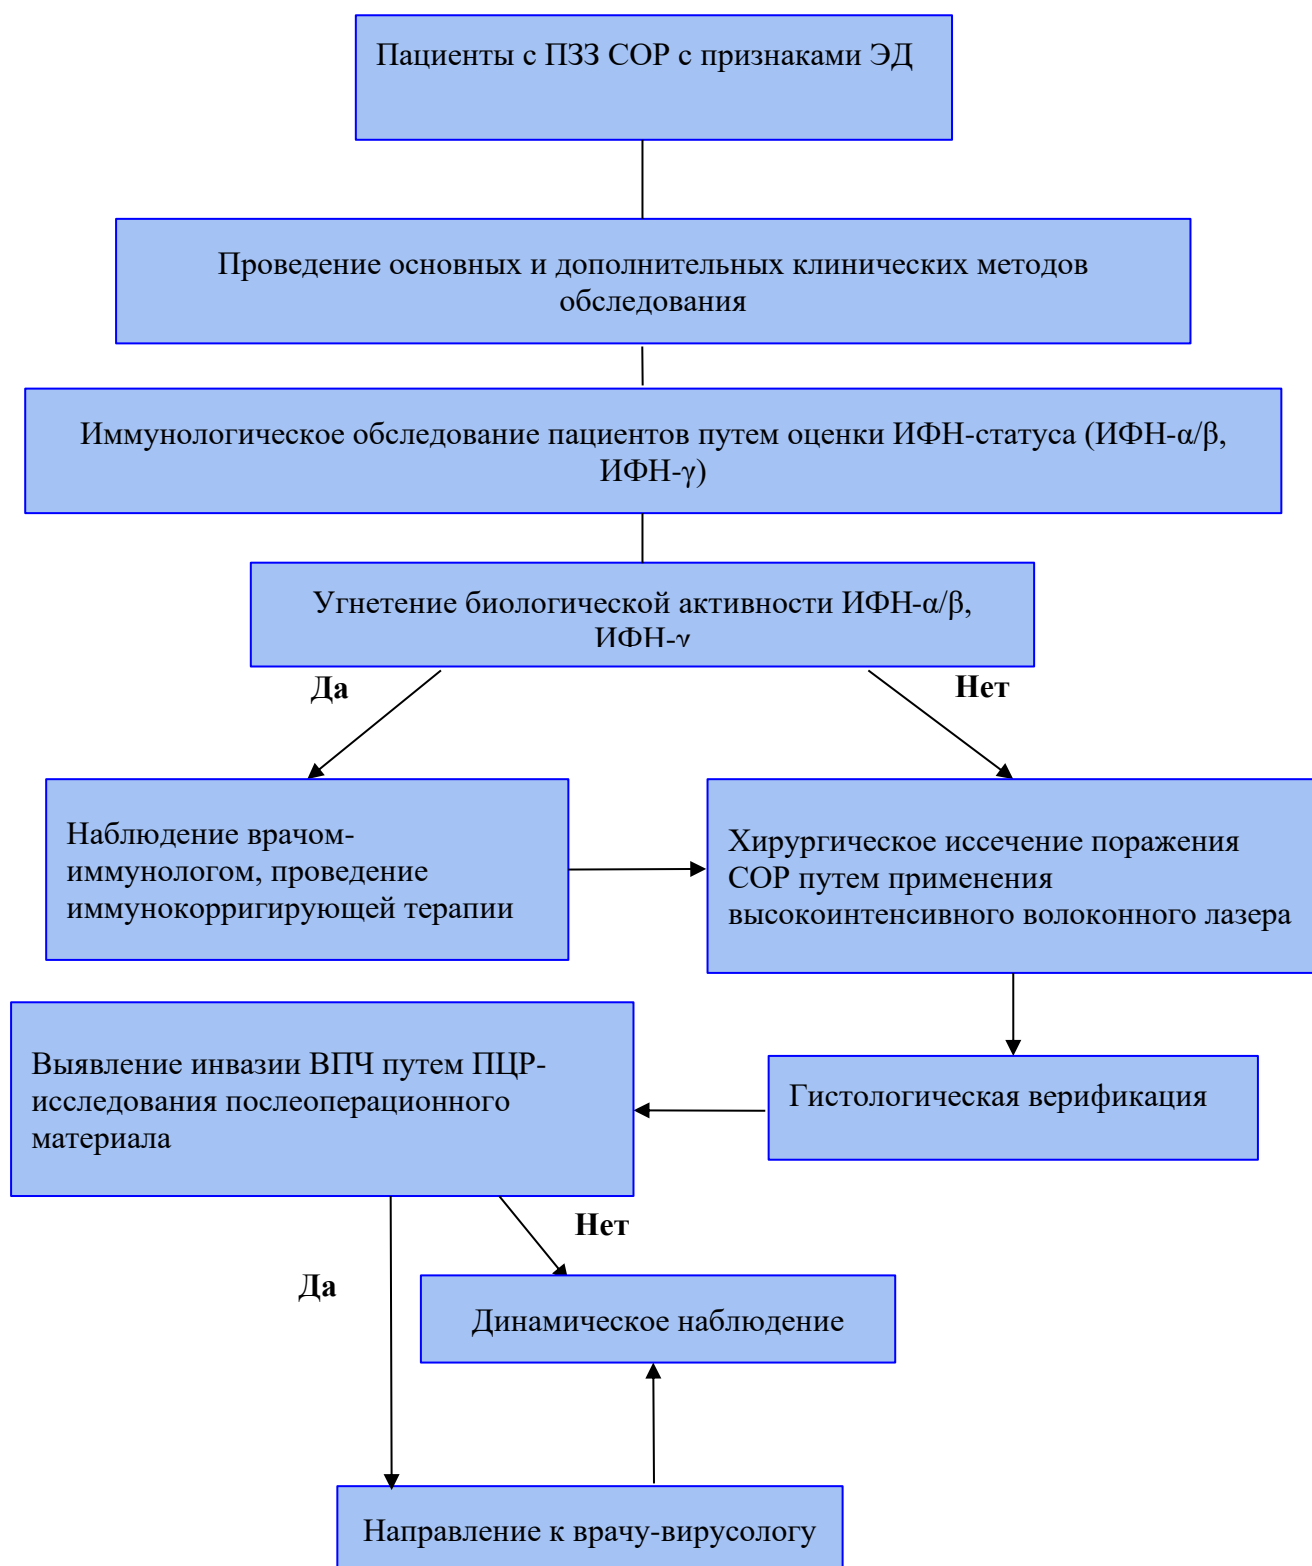 Пациенты с ПЗЗ СОР с признаками ЭД
Проведение основных и дополнительных клинических методов
обследования
Иммунологическое обследование пациентов путем оценки ИФН-статуса (ИФН-α/β,
ИФН-γ)
Угнетение биологической активности ИФН-α/β,
ИФН-γ
Да
Нет
Наблюдение врачом-
иммунологом, проведение
иммунокорригирующей терапии
Хирургическое иссечение поражения
СОР путем применения
высокоинтенсивного волоконного лазера
Выявление инвазии ВПЧ путем ПЦР-
исследования послеоперационного
материала
Гистологическая верификация
Нет
Да
Динамическое наблюдение
Направление к врачу-вирусологу